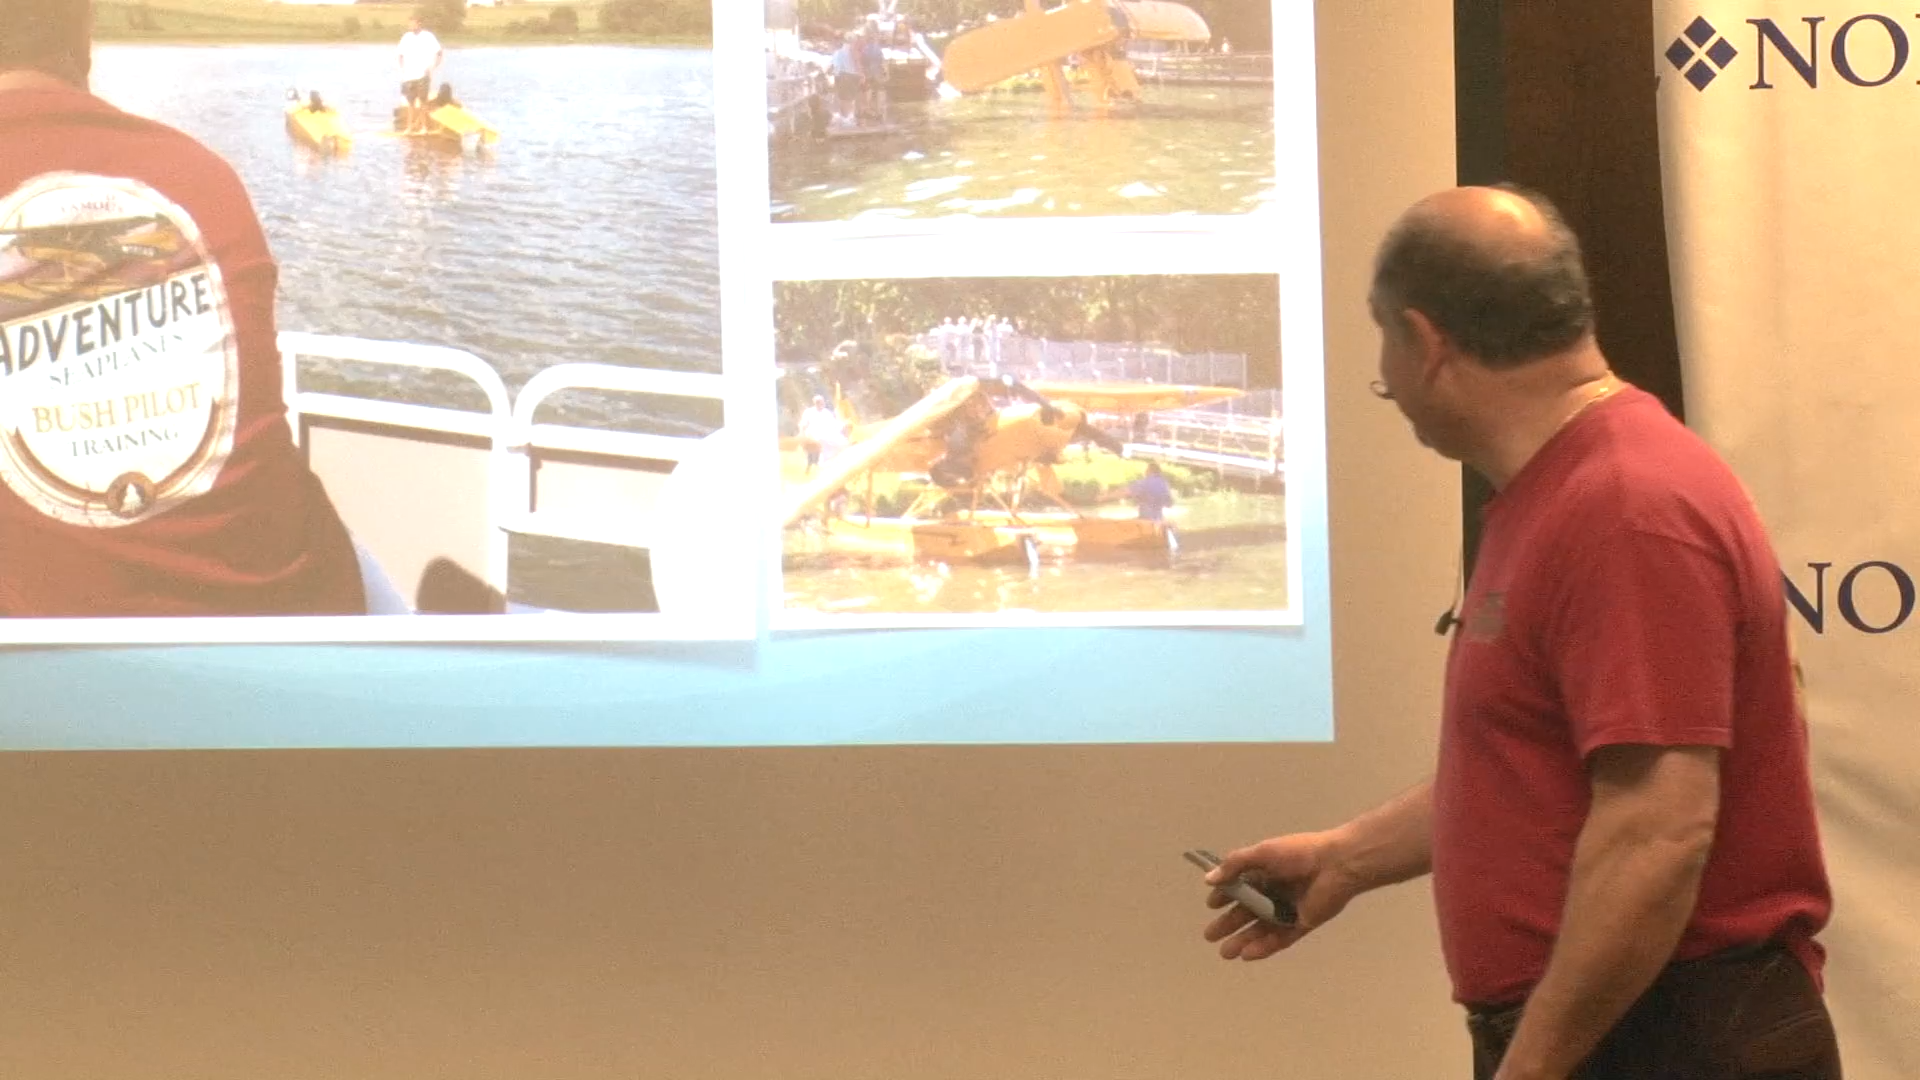 ADVENTURE
SEAPLANES
BUSH PILOT
TRAINING
NO
NO